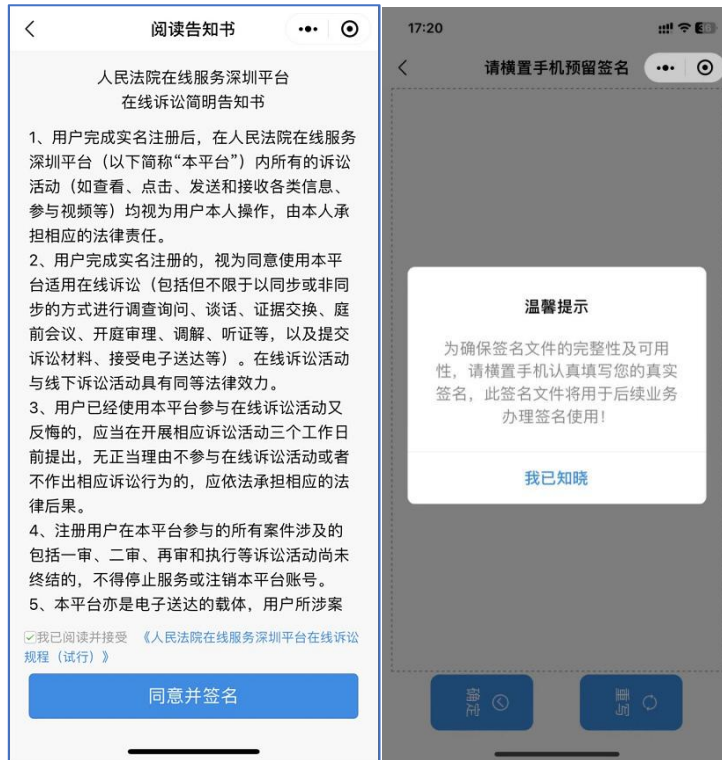 阅读告知书
人民法院在线服务深圳平台
在线诉讼简明告知书
1、用户完成实名注册后，在人民法院在线服务
深圳平台（以下简称“本平台”）内所有的诉讼
活动（如查看、点击、发送和接收各类信息、
参与视频等）均视为用户本人操作，由本人承
担相应的法律责任。
2、用户完成实名注册的，视为同意使用本平
台适用在线诉讼（包括但不限于以同步或非同
步的方式进行调查询问、谈话、证据交换、庭
前会议、开庭审理、调解、听证等，以及提交
诉讼材料、接受电子送达等）。在线诉讼活动
与线下诉讼活动具有同等法律效力。
3、用户已经使用本平台参与在线诉讼活动又
反悔的，应当在开展相应诉讼活动三个工作日
前提出，无正当理由不参与在线诉讼活动或者
不作出相应诉讼行为的，应依法承担相应的法
律后果。
4、注册用户在本平台参与的所有案件涉及的
包括一审、二审、再审和执行等诉讼活动尚未
终结的，不得停止服务或注销本平台账号。
5、本平台亦是电子送达的载体，用户所涉案
我已阅读并接受 《人民法院在线服务深圳平台在线诉讼
规程（试行）》
同意并签名
17:20
请横置手机预留签名
温馨提示
为确保签名文件的完整性及可用
性，请横置手机认真填写您的真实
签名，此签名文件将用于后续业务
办理签名使用！
我已知晓
确定
重写